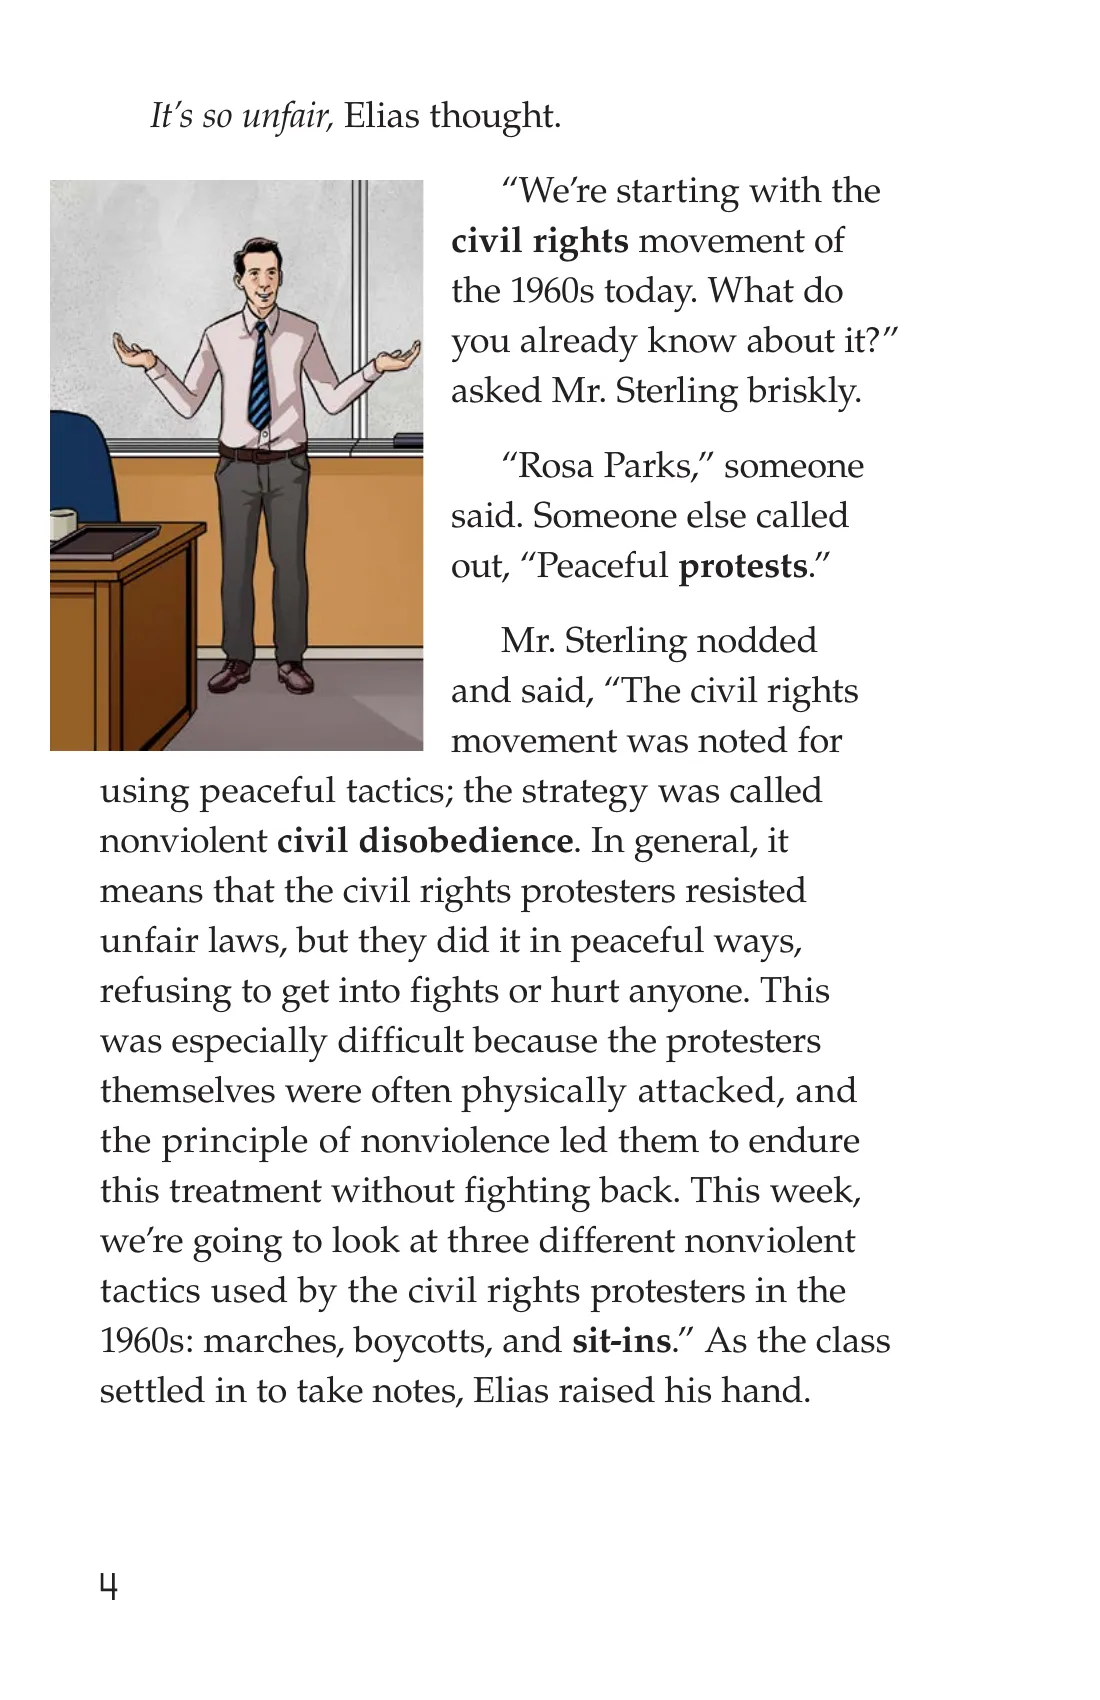 It’s so unfair, Elias thought.
“We’re starting with the
civil rights movement of
the 1960s today. What do
you already know about it?”
asked Mr. Sterling briskly.
“Rosa Parks,” someone
said. Someone else called
out, “Peaceful protests.”
Mr. Sterling nodded
and said, “The civil rights
movement was noted for
using peaceful tactics; the strategy was called
nonviolent civil disobedience. In general, it
means that the civil rights protesters resisted
unfair laws, but they did it in peaceful ways,
refusing to get into fights or hurt anyone. This
was especially difficult because the protesters
themselves were often physically attacked, and
the principle of nonviolence led them to endure
this treatment without fighting back. This week,
we’re going to look at three different nonviolent
tactics used by the civil rights protesters in the
1960s: marches, boycotts, and sit-ins.” As the class
settled in to take notes, Elias raised his hand.
4